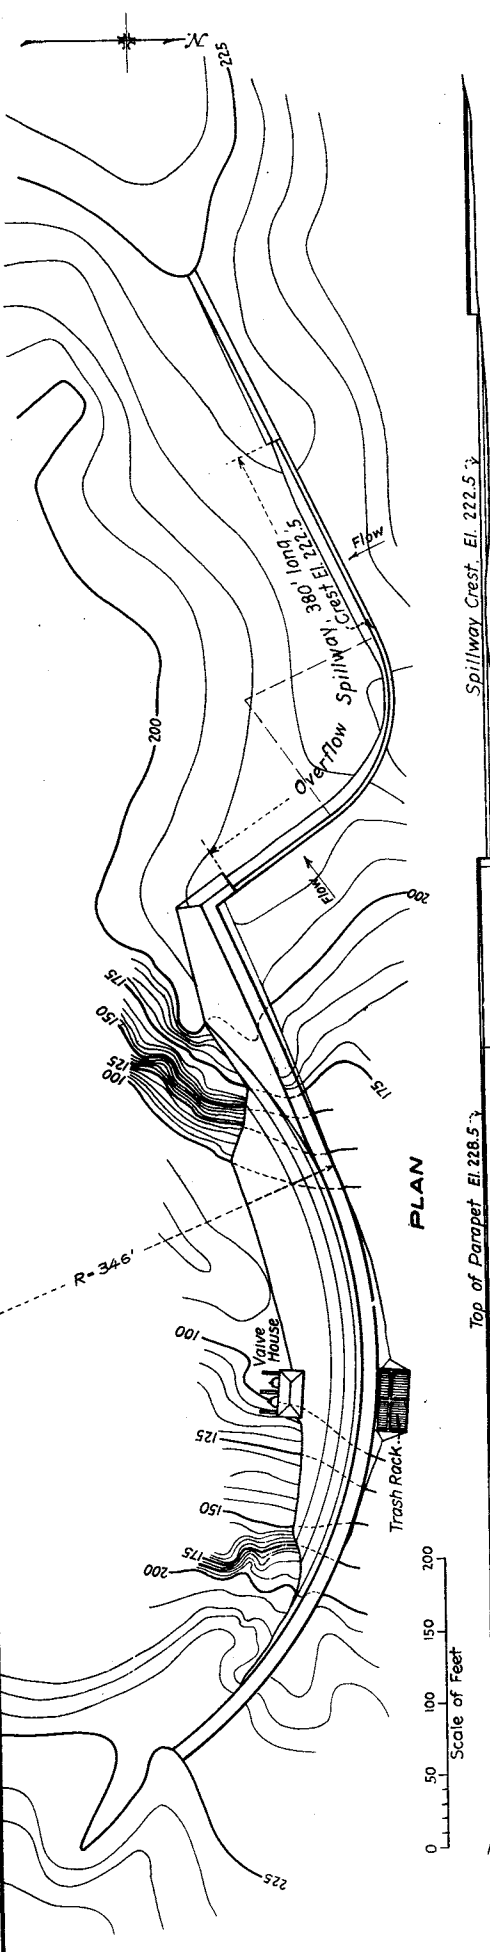 N.
225
200
Overflow Spillway, 380' long,
Crest El. 222.5
Flow
Flow
200
175
150
125
100
175
R=346'
PLAN
Valve
House
100
125
150
175
200
Trash Rack
225
0 50 100 150 200
Scale of Feet
Spillway Crest, El. 222.5
Top of Parapet El. 228.5